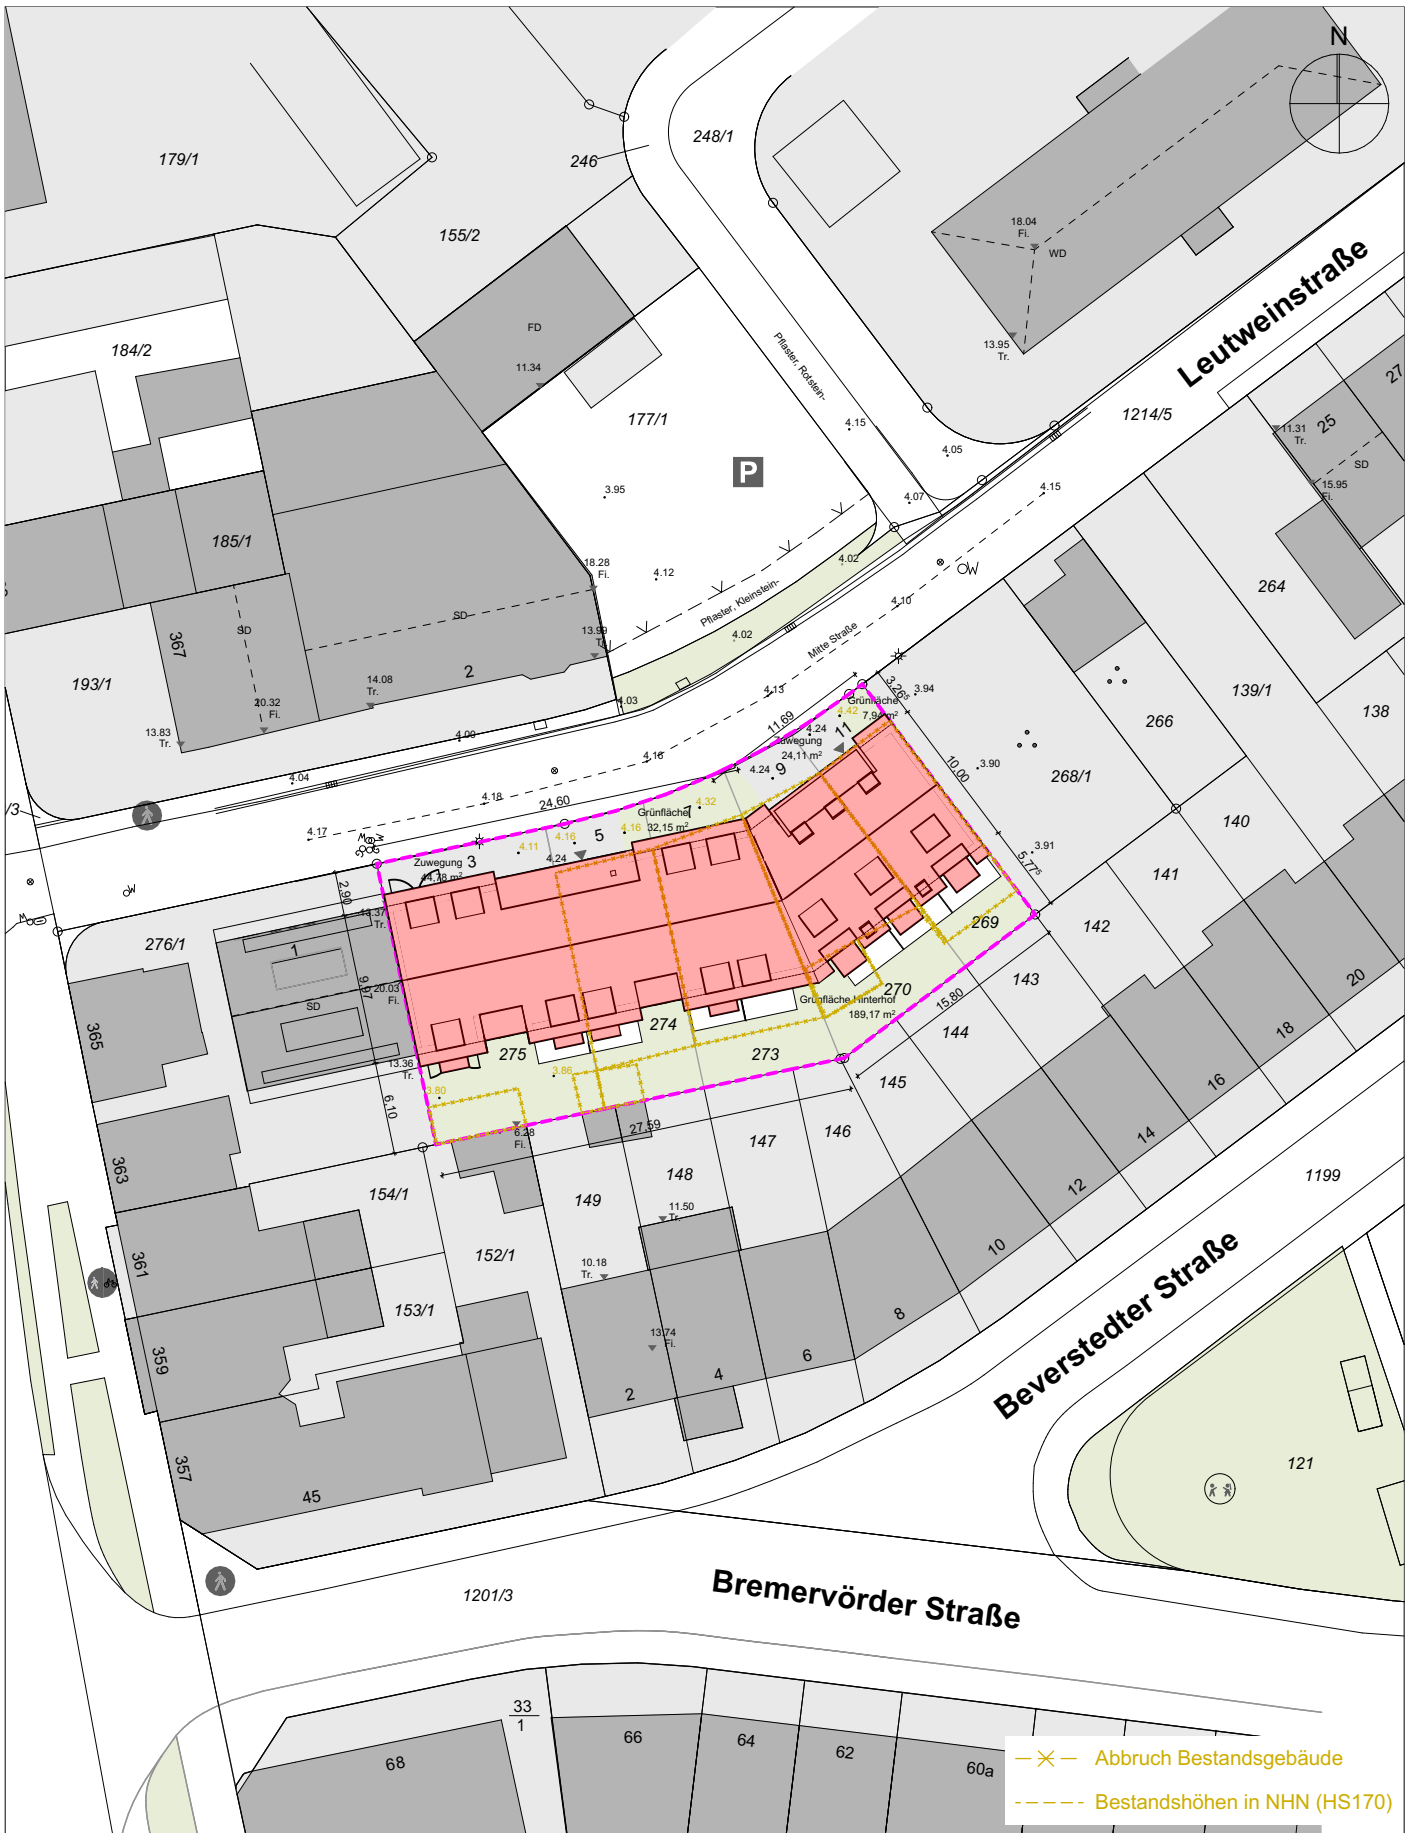 N
179/1
246
248/1
155/2
18.04
Fi.
WD
FD
11.34
184/2
Pflaster, Rotstein-
13.95
Tr.
Leutweinstraße
27
177/1
4.15
1214/5
11.31
Tr.
25
SD
4.05
P
15.95
Fi.
3.95
4.07
4.15
185/1
18.28
Fi.
4.12
4.02
W
264
Pflaster, Kleinstein-
4.10
SD
SD
367
13.99
Tr.
4.02
Mitte Straße
193/1
2
14.08
Tr.
20.32
Fi.
4.03
4.13
3.26⁵
3.94
139/1
138
266
13.83
Tr.
4.09
11,69
Grünfläche
7,94 m²
4.42
4.24
11
4.16
Zuwegung
24,11 m²
4.04
4.24
9
10.00
3.90
268/1
4.18
24,60
4.32
7
/3
4.17
Grünfläche
32,15 m²
4.16
4.16
5
140
4.11
4.24
3
Zuwegung
44,78 m²
3.91
5,77⁵
141
W
2,90
13.37
Tr.
269
142
276/1
1
9,97
20.03
Fi.
SD
270
143
20
Grünfläche Hinterhof
189,17 m²
15,80
365
275
274
273
144
18
13.36
Tr.
3.86
145
16
3.80
6,10
6.28
Fi.
27,59
147
146
14
363
148
1199
154/1
149
12
11.50
Tr.
361
152/1
10
10.18
Tr.
Beverstedter Straße
153/1
8
13.74
Fi.
359
6
4
2
357
45
121
1201/3
Bremervörder Straße
33
1
68
66
64
62
60a
Abbruch Bestandsgebäude
Bestandshöhen in NHN (HS170)